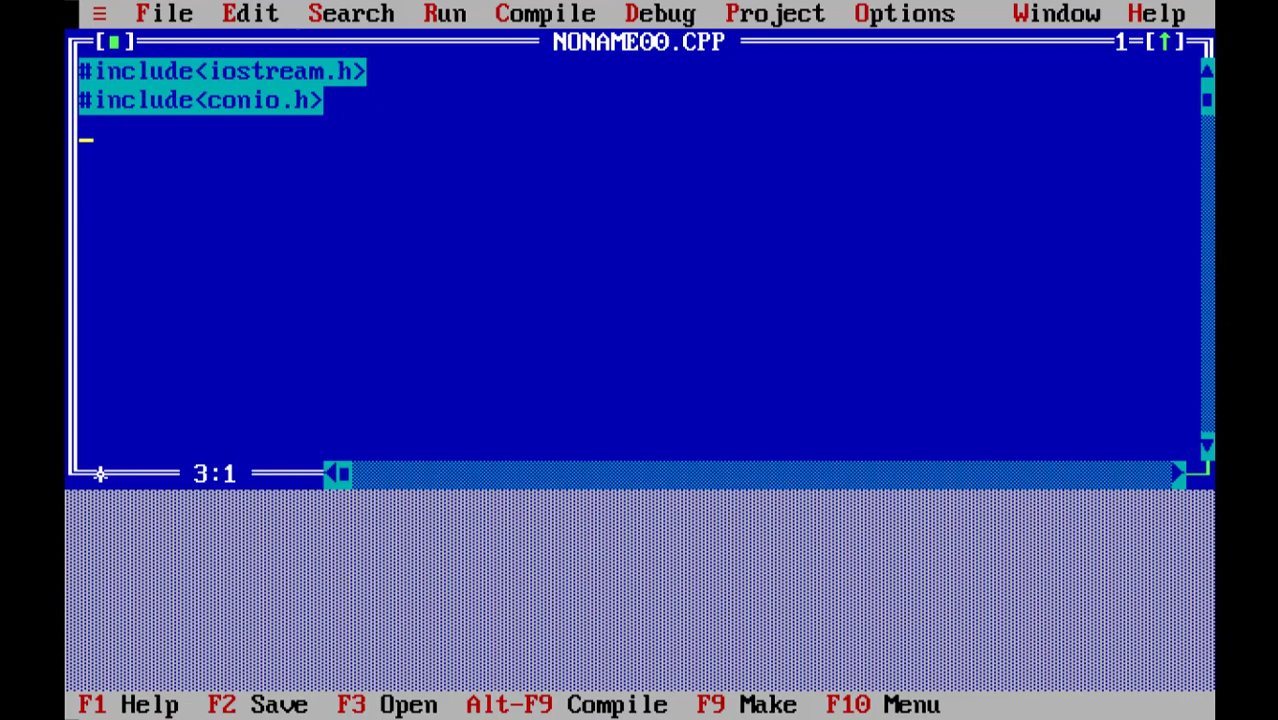 ≡ File Edit Search Run Compile Debug Project Options Window Help
[■] NONAME00.CPP 1=[↑]
#include<iostream.h>
#include<conio.h>
3:1
F1 Help F2 Save F3 Open Alt-F9 Compile F9 Make F10 Menu